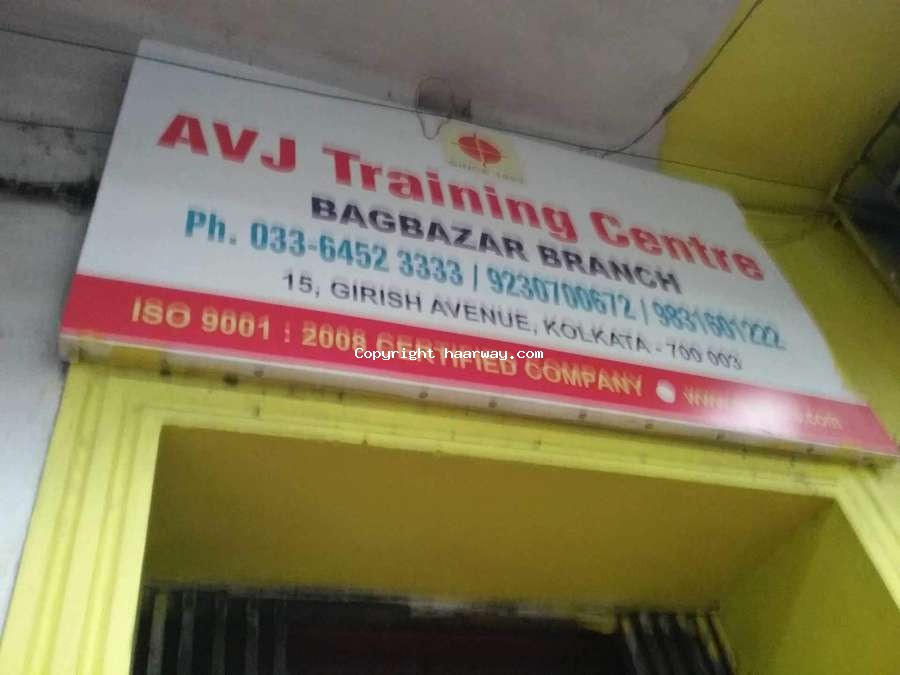 SINCE
AVJ Training Centre
BAGBAZAR BRANCH
Ph. 033-6452 3333 / 9230700672 / 9831601222
15, GIRISH AVENUE, KOLKATA - 700 003
ISO 9001 : 2008 CERTIFIED COMPANY
Copyright haarway.com